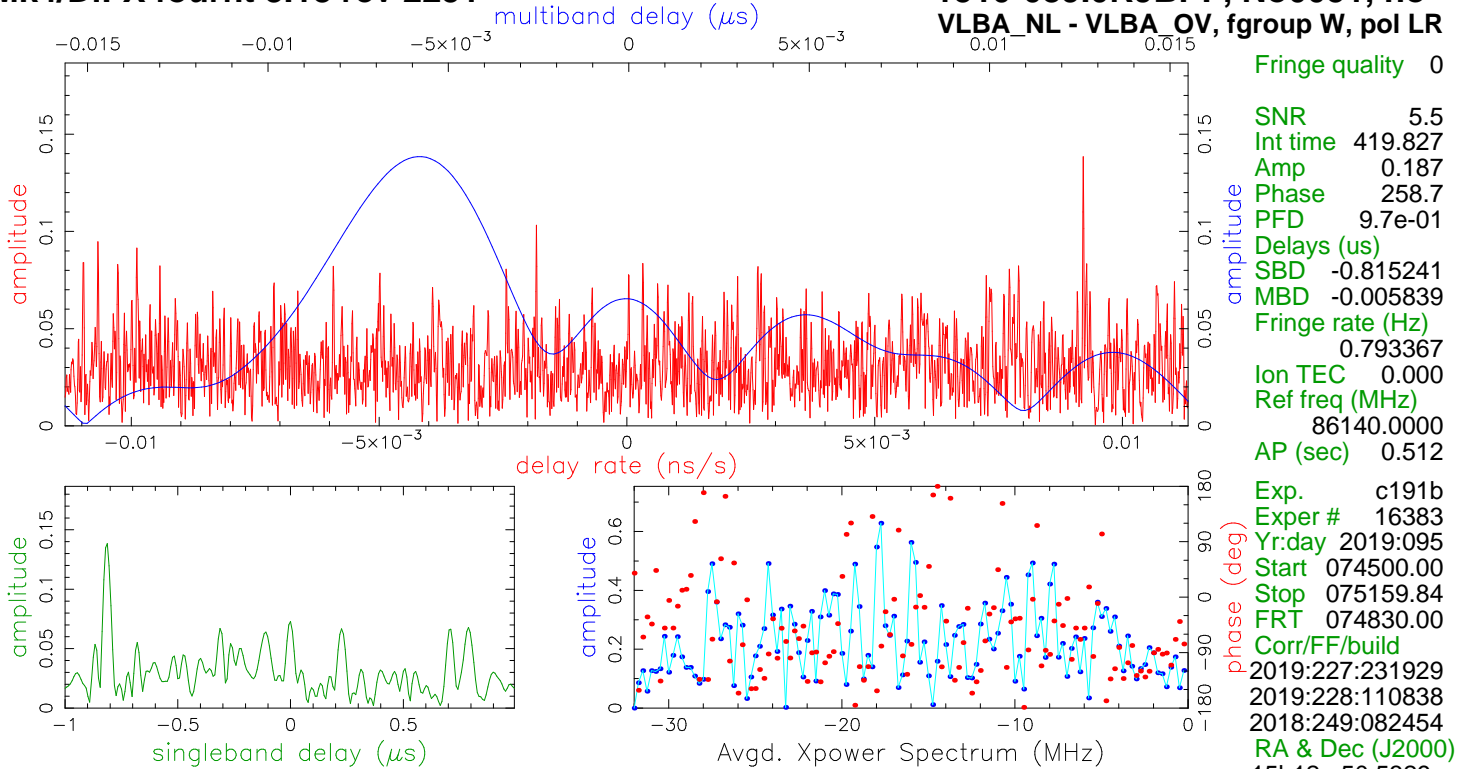 multiband delay (μs)
VLBA_NL - VLBA_OV, fgroup W, pol LR
−0.015 −0.01 −5×10⁻³ 0 5×10⁻³ 0.01 0.015
amplitude
0 0.05 0.1 0.15
amplitude
0 0.05 0.1 0.15
−0.01 −5×10⁻³ 0 5×10⁻³ 0.01
delay rate (ns/s)
Fringe quality 0
SNR 5.5
Int time 419.827
Amp 0.187
Phase 258.7
PFD 9.7e-01
Delays (us)
SBD -0.815241
MBD -0.005839
Fringe rate (Hz)
0.793367
Ion TEC 0.000
Ref freq (MHz)
86140.0000
AP (sec) 0.512
Exp. c191b
Exper # 16383
Yr:day 2019:095
Start 074500.00
Stop 075159.84
FRT 074830.00
Corr/FF/build
2019:227:231929
2019:228:110838
2018:249:082454
RA & Dec (J2000)
amplitude
0 0.05 0.1 0.15
−1 −0.5 0 0.5
singleband delay (μs)
amplitude
0 0.2 0.4 0.6
−30 −20 −10 0
Avgd. Xpower Spectrum (MHz)
180 90 0 −90 −180
phase (deg)